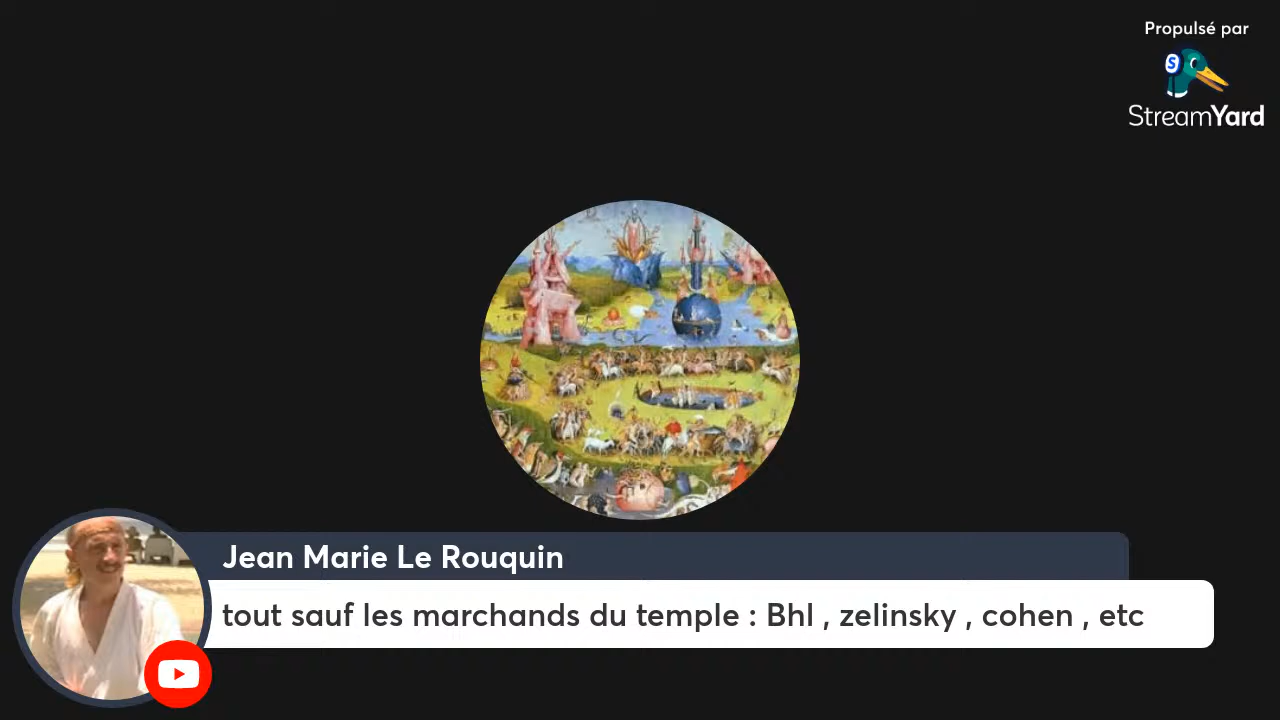 Propulsé par
S
StreamYard
Jean Marie Le Rouquin
tout sauf les marchands du temple : Bhl , zelinsky , cohen , etc